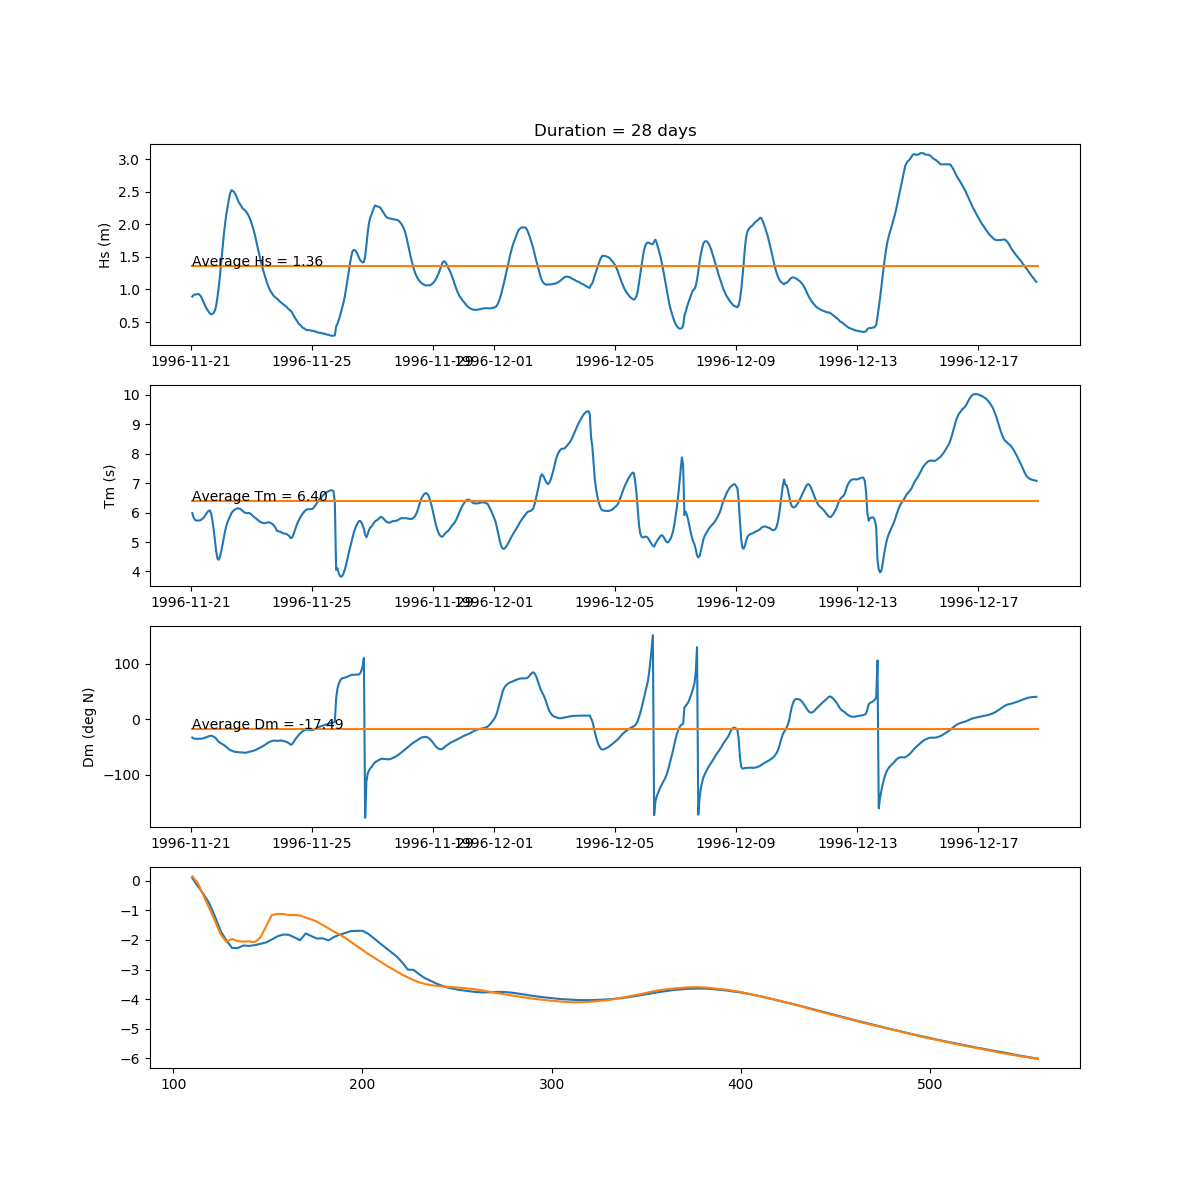 Duration = 28 days
3.0
2.5
2.0
1.5
1.0
0.5
Hs (m)
Average Hs = 1.36
1996-11-21 1996-11-25 1996-11-29 1996-12-01 1996-12-05 1996-12-09 1996-12-13 1996-12-17
10
9
8
7
6
5
4
Tm (s)
Average Tm = 6.40
1996-11-21 1996-11-25 1996-11-29 1996-12-01 1996-12-05 1996-12-09 1996-12-13 1996-12-17
100
0
−100
Dm (deg N)
Average Dm = -17.49
1996-11-21 1996-11-25 1996-11-29 1996-12-01 1996-12-05 1996-12-09 1996-12-13 1996-12-17
0
−1
−2
−3
−4
−5
−6
100 200 300 400 500